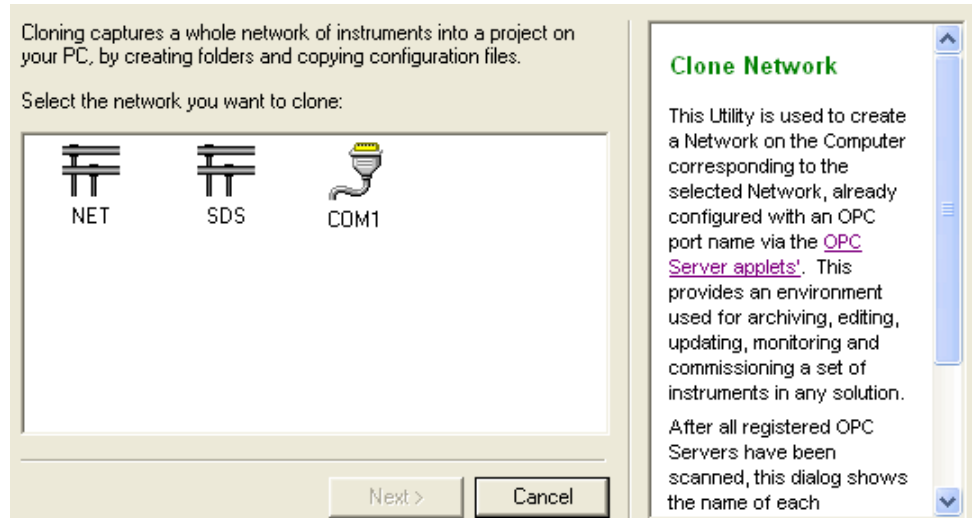 Cloning captures a whole network of instruments into a project on
your PC, by creating folders and copying configuration files.
Select the network you want to clone:
NET
SDS
COM1
Next >
Cancel
Clone Network
This Utility is used to create
a Network on the Computer
corresponding to the
selected Network, already
configured with an OPC
port name via the OPC
Server applets'. This
provides an environment
used for archiving, editing,
updating, monitoring and
commissioning a set of
instruments in any solution.
After all registered OPC
Servers have been
scanned, this dialog shows
the name of each